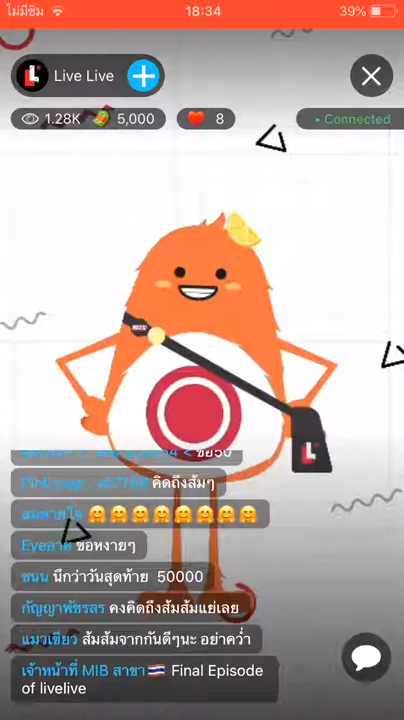 ไม่มีซิม 18:34 39%
Live Live
1.28K 5,000 8 • Connected
ขอ50
คิดถึงส้มๆ
อมหายใจ 🤗🤗🤗🤗🤗🤗🤗🤗
Eyeอาย ขอหงายๆ
ชนน นึกว่าวันสุดท้าย 50000
กัญญาพัชรสร คงคิดถึงส้มส้มแย่เลย
แมวเขียว ส้มส้มจากกันดีๆนะ อย่าคว่ำ
เจ้าหน้าที่ MIB สาขา🇹🇭 Final Episode
of livelive